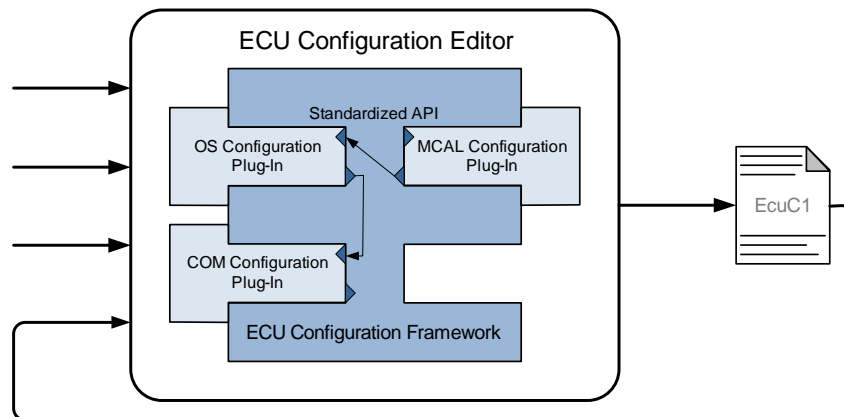 ECU Configuration Editor
Standardized API
OS Configuration
Plug-In
MCAL Configuration
Plug-In
EcuC1
COM Configuration
Plug-In
ECU Configuration Framework